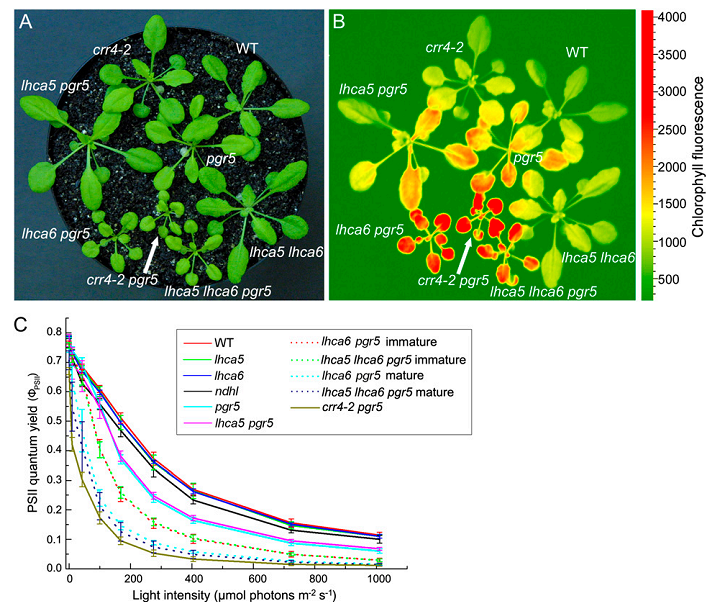 A
crr4-2
WT
lhca5 pgr5
pgr5
lhca6 pgr5
lhca5 lhca6
crr4-2 pgr5
lhca5 lhca6 pgr5
B
crr4-2
WT
lhca5 pgr5
pgr5
lhca6 pgr5
lhca5 lhca6
crr4-2 pgr5
lhca5 lhca6 pgr5
4000
3500
3000
2500
2000
1500
1000
500
Chlorophyll fluorescence
C
0.8
0.7
0.6
0.5
0.4
0.3
0.2
0.1
0.0
PSII quantum yield (ΦPSII)
WT
lhca5
lhca6
ndhl
pgr5
lhca5 pgr5
lhca6 pgr5 immature
lhca5 lhca6 pgr5 immature
lhca6 pgr5 mature
lhca5 lhca6 pgr5 mature
crr4-2 pgr5
0
200
400
600
800
1000
Light intensity (μmol photons m-2 s-1)